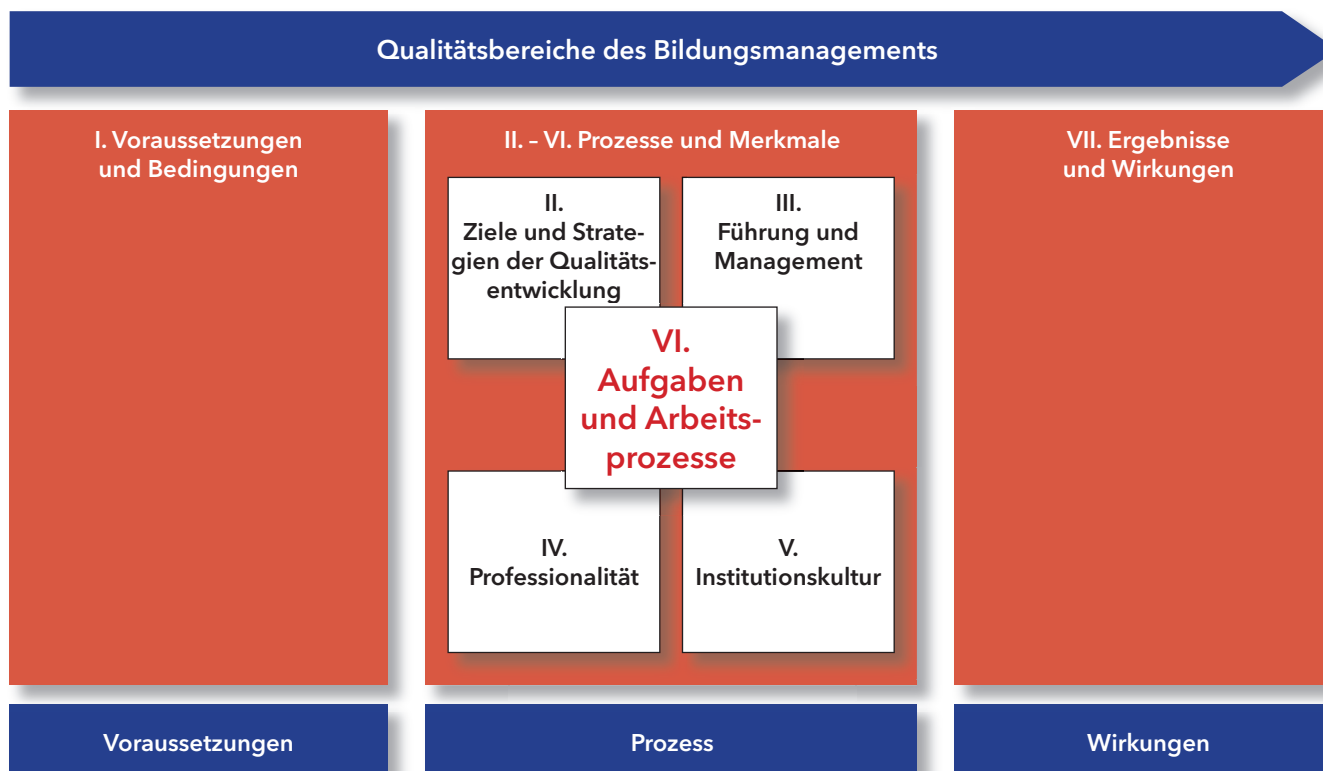 Qualitätsbereiche des Bildungsmanagements
I. Voraussetzungen
und Bedingungen
II. – VI. Prozesse und Merkmale
II.
Ziele und Strate-
gien der Qualitäts-
entwicklung
III.
Führung und
Management
VI.
Aufgaben
und Arbeits-
prozesse
IV.
Professionalität
V.
Institutionskultur
VII. Ergebnisse
und Wirkungen
Voraussetzungen
Prozess
Wirkungen